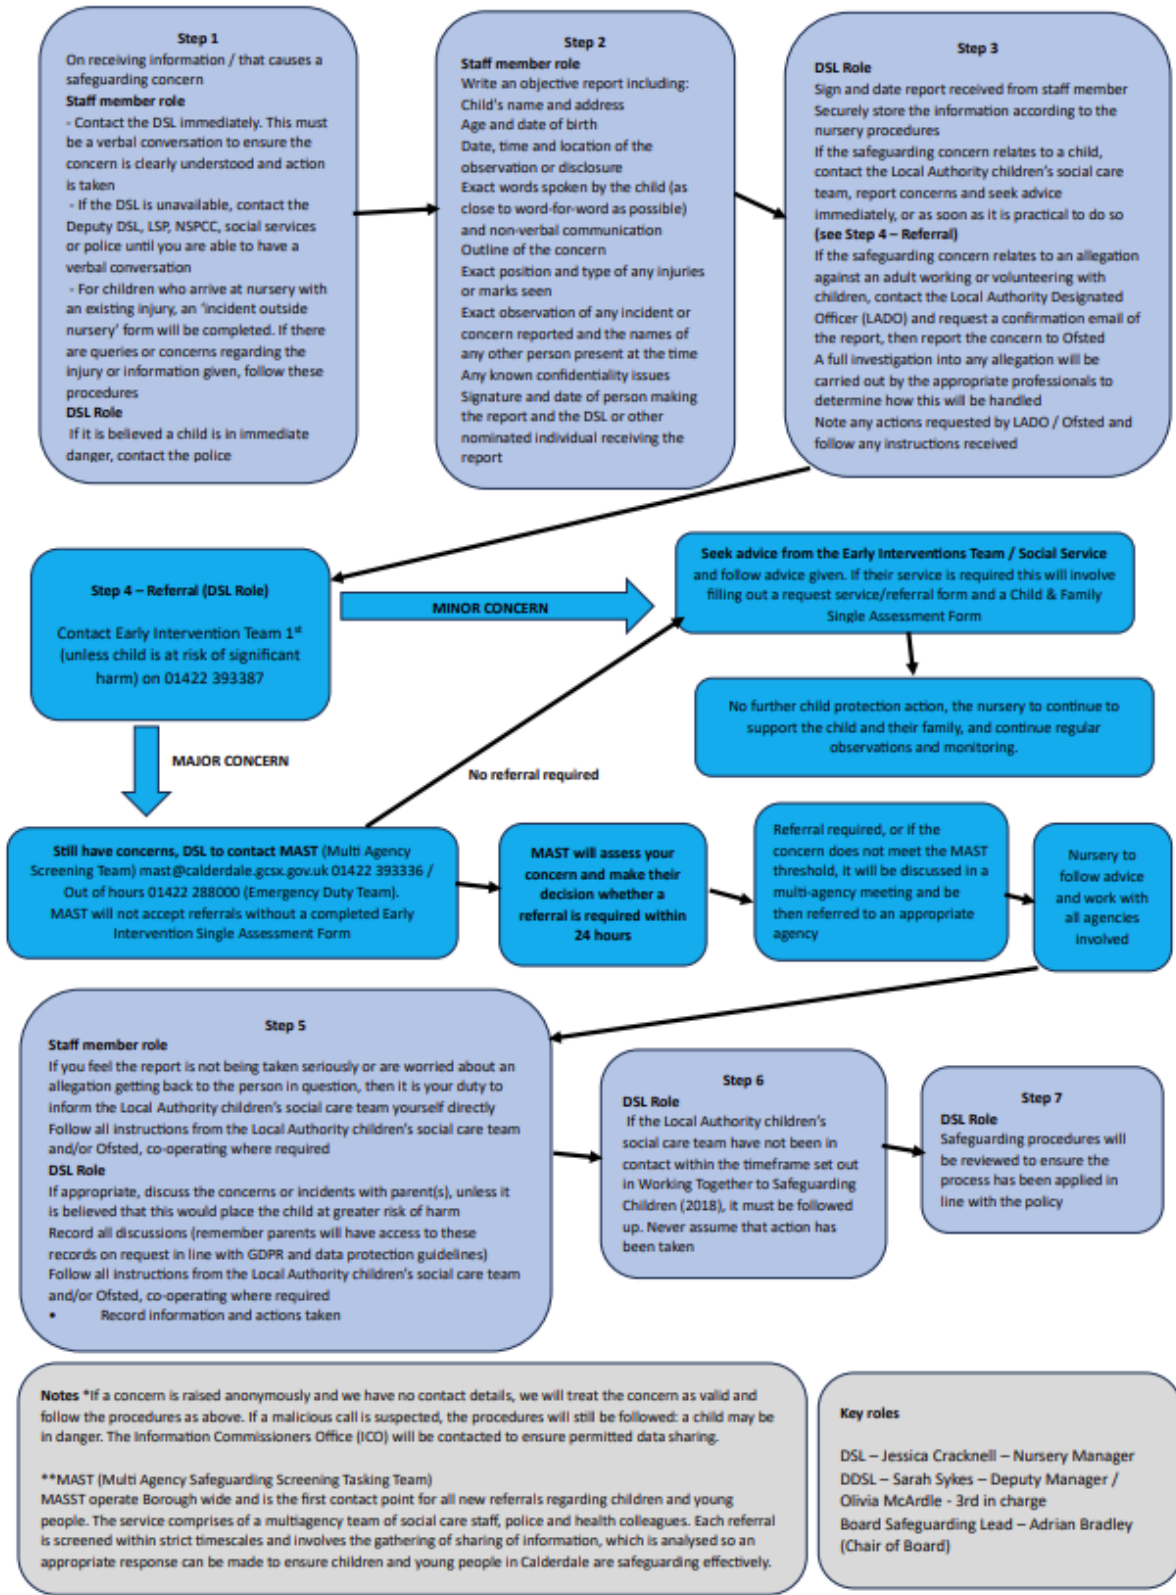 Step 1
On receiving information / that causes a
safeguarding concern
Staff member role
- Contact the DSL immediately. This must
be a verbal conversation to ensure the
concern is clearly understood and action
is taken
- If the DSL is unavailable, contact the
Deputy DSL, LSP, NSPCC, social services
or police until you are able to have a
verbal conversation
- For children who arrive at nursery with
an existing injury, an 'incident outside
nursery' form will be completed. If there
are queries or concerns regarding the
injury or information given, follow these
procedures
DSL Role
If it is believed a child is in immediate
danger, contact the police
Step 2
Staff member role
Write an objective report including:
Child's name and address
Age and date of birth
Date, time and location of the
observation or disclosure
Exact words spoken by the child (as
close to word-for-word as possible)
and non-verbal communication
Outline of the concern
Exact position and type of any injuries
or marks seen
Exact observation of any incident or
concern reported and the names of
any other person present at the time
Any known confidentiality issues
Signature and date of person making
the report and the DSL or other
nominated individual receiving the
report
Step 3
DSL Role
Sign and date report received from staff member
Securely store the information according to the
nursery procedures
If the safeguarding concern relates to a child,
contact the Local Authority children's social care
team, report concerns and seek advice
immediately, or as soon as it is practical to do so
(see Step 4 – Referral)
If the safeguarding concern relates to an allegation
against an adult working or volunteering with
children, contact the Local Authority Designated
Officer (LADO) and request a confirmation email of
the report, then report the concern to Ofsted
A full investigation into any allegation will be
carried out by the appropriate professionals to
determine how this will be handled
Note any actions requested by LADO / Ofsted and
follow any instructions received
Step 4 – Referral (DSL Role)
Contact Early Intervention Team 1st
(unless child is at risk of significant
harm) on 01422 393387
MINOR CONCERN
Seek advice from the Early Interventions Team / Social Service
and follow advice given. If their service is required this will involve
filling out a request service/referral form and a Child & Family
Single Assessment Form
No further child protection action, the nursery to continue to
support the child and their family, and continue regular
observations and monitoring.
MAJOR CONCERN
No referral required
Still have concerns, DSL to contact MAST (Multi Agency
Screening Team) mast@calderdale.gcsx.gov.uk 01422 393336 /
Out of hours 01422 288000 (Emergency Duty Team).
MAST will not accept referrals without a completed Early
Intervention Single Assessment Form
MAST will assess your
concern and make their
decision whether a
referral is required within
24 hours
Referral required, or if the
concern does not meet the MAST
threshold, it will be discussed in a
multi-agency meeting and be
then referred to an appropriate
agency
Nursery to
follow advice
and work with
all agencies
involved
Step 5
Staff member role
If you feel the report is not being taken seriously or are worried about an
allegation getting back to the person in question, then it is your duty to
inform the Local Authority children's social care team yourself directly
Follow all instructions from the Local Authority children's social care team
and/or Ofsted, co-operating where required
DSL Role
If appropriate, discuss the concerns or incidents with parent(s), unless it
is believed that this would place the child at greater risk of harm
Record all discussions (remember parents will have access to these
records on request in line with GDPR and data protection guidelines)
Follow all instructions from the Local Authority children's social care team
and/or Ofsted, co-operating where required
• Record information and actions taken
Step 6
DSL Role
If the Local Authority children's
social care team have not been in
contact within the timeframe set out
in Working Together to Safeguarding
Children (2018), it must be followed
up. Never assume that action has
been taken
Step 7
DSL Role
Safeguarding procedures will
be reviewed to ensure the
process has been applied in
line with the policy
Notes *If a concern is raised anonymously and we have no contact details, we will treat the concern as valid and
follow the procedures as above. If a malicious call is suspected, the procedures will still be followed: a child may be
in danger. The Information Commissioners Office (ICO) will be contacted to ensure permitted data sharing.
**MAST (Multi Agency Safeguarding Screening Tasking Team)
MASST operate Borough wide and is the first contact point for all new referrals regarding children and young
people. The service comprises of a multiagency team of social care staff, police and health colleagues. Each referral
is screened within strict timescales and involves the gathering of sharing of information, which is analysed so an
appropriate response can be made to ensure children and young people in Calderdale are safeguarding effectively.
Key roles
DSL – Jessica Cracknell – Nursery Manager
DDSL – Sarah Sykes – Deputy Manager /
Olivia McArdle - 3rd in charge
Board Safeguarding Lead – Adrian Bradley
(Chair of Board)